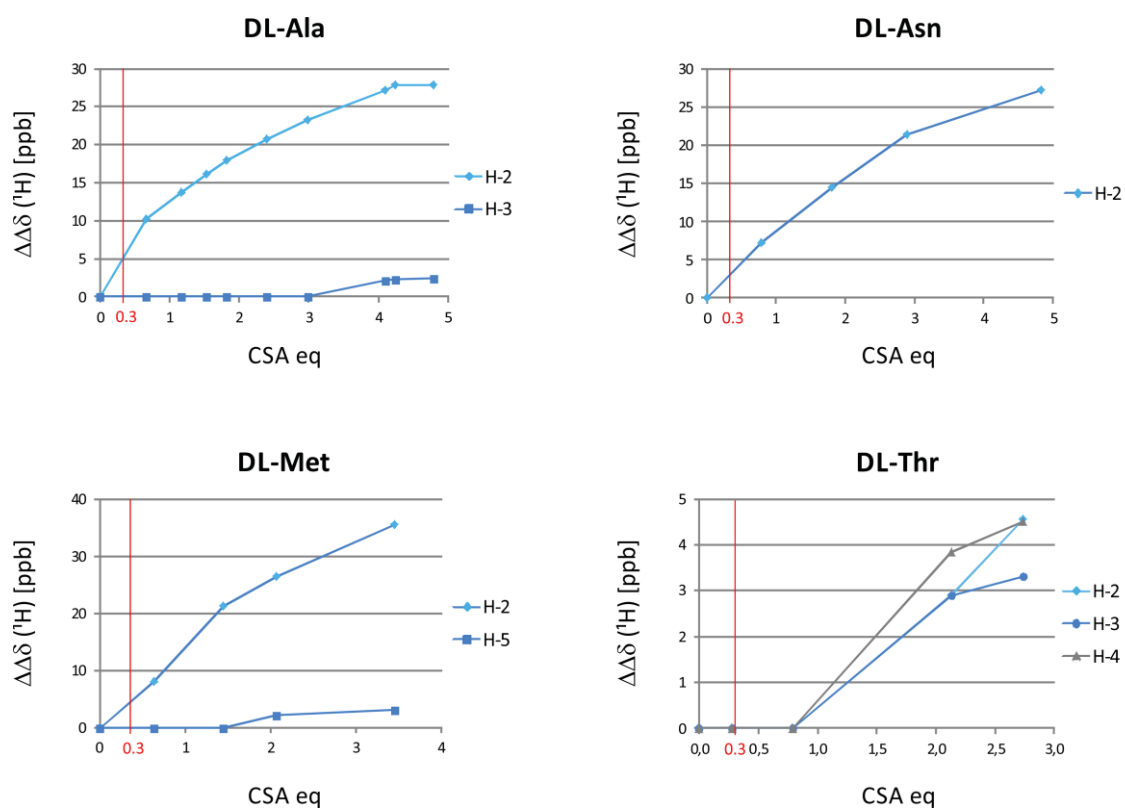 DL-Ala
ΔΔδ (¹H) [ppb]
30
25
20
15
10
5
0
0 0.3 1 2 3 4 5
CSA eq
H-2
H-3
DL-Asn
ΔΔδ (¹H) [ppb]
30
25
20
15
10
5
0
0 0.3 1 2 3 4 5
CSA eq
H-2
DL-Met
ΔΔδ (¹H) [ppb]
40
30
20
10
0
0 0.3 1 2 3 4
CSA eq
H-2
H-5
DL-Thr
ΔΔδ (¹H) [ppb]
5
4
3
2
1
0
0,0 0.3 0,5 1,0 1,5 2,0 2,5 3,0
CSA eq
H-2
H-3
H-4